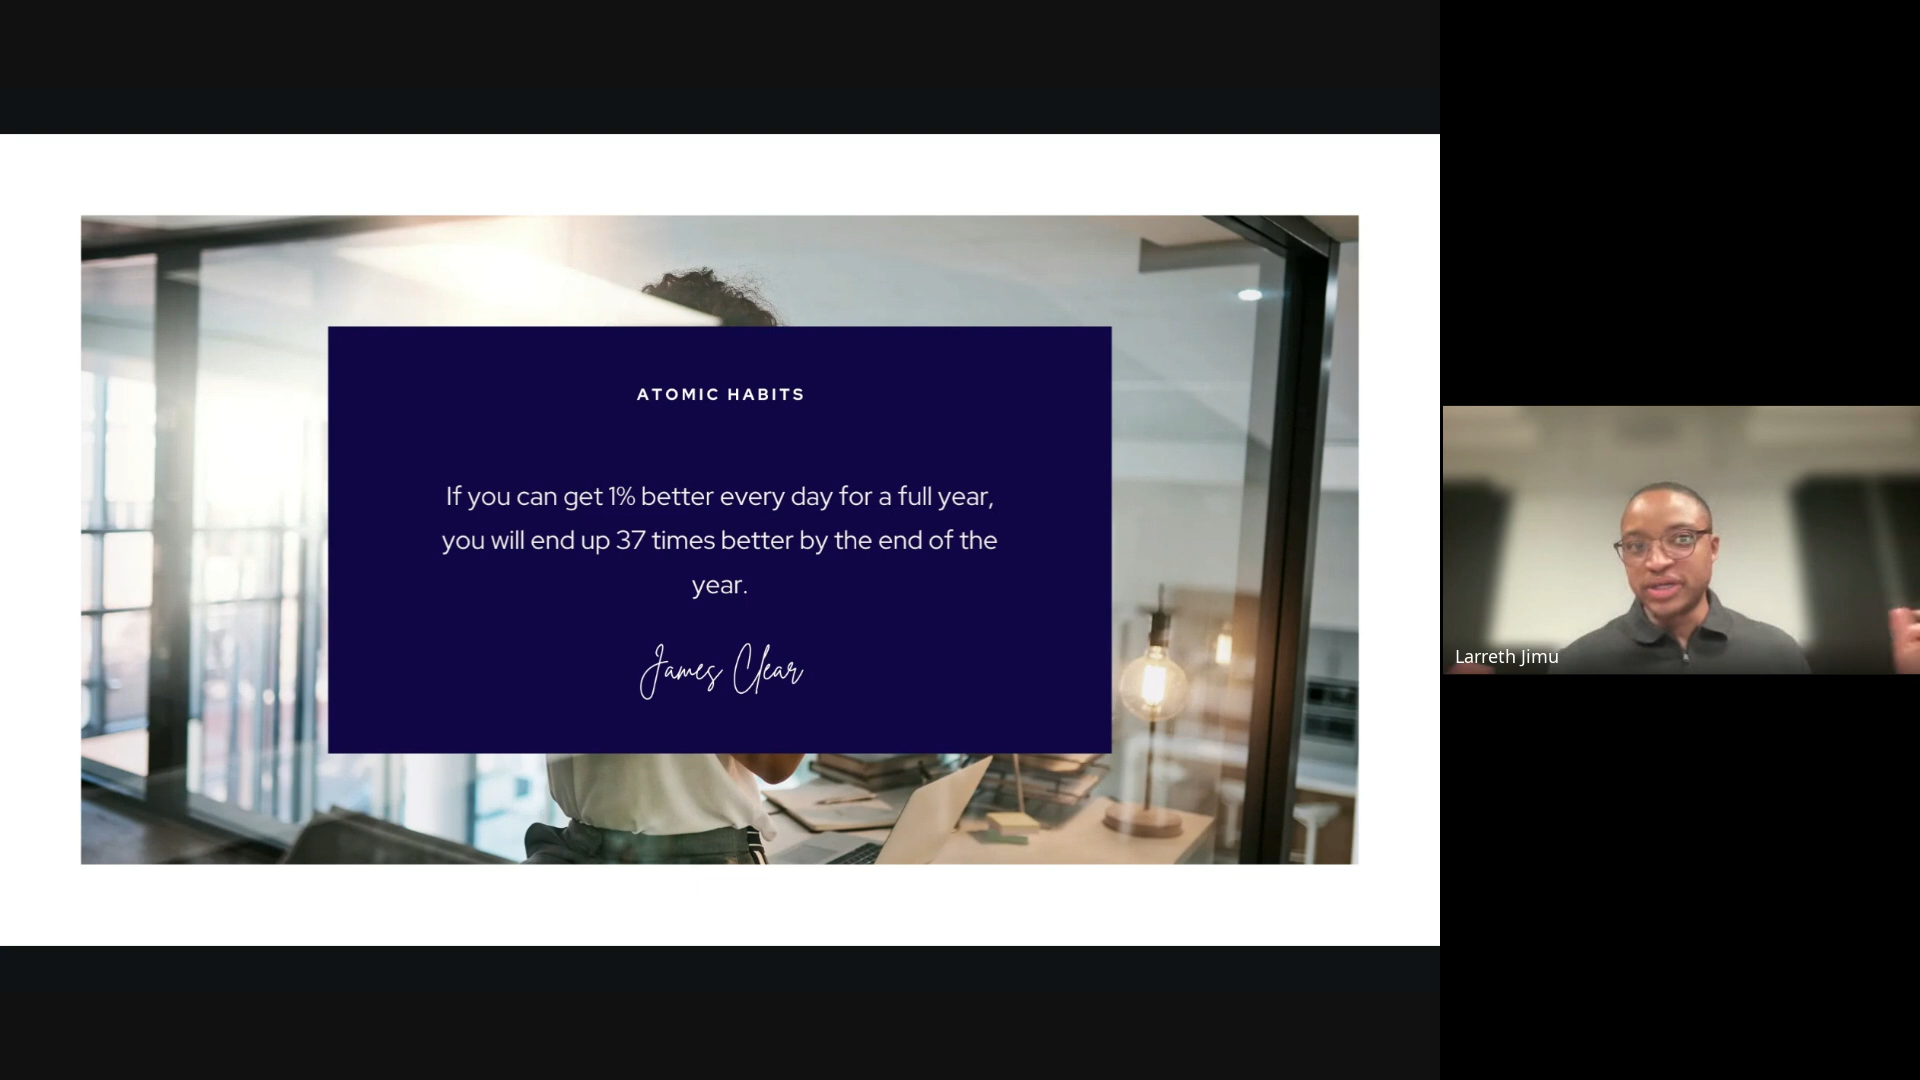 ATOMIC HABITS
If you can get 1% better every day for a full year,
you will end up 37 times better by the end of the
year.
James Clear
Larreth Jimu